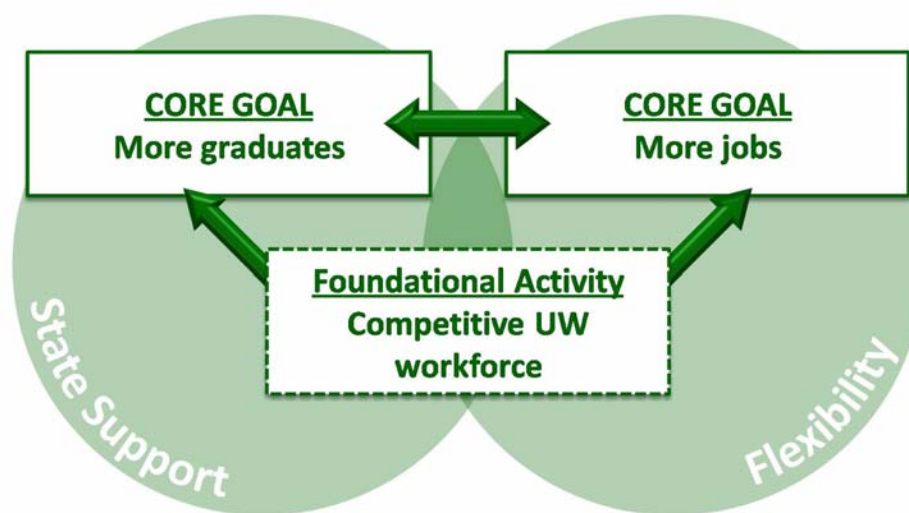 CORE GOAL
More graduates
CORE GOAL
More jobs
Foundational Activity
Competitive UW
workforce
State Support
Flexibility